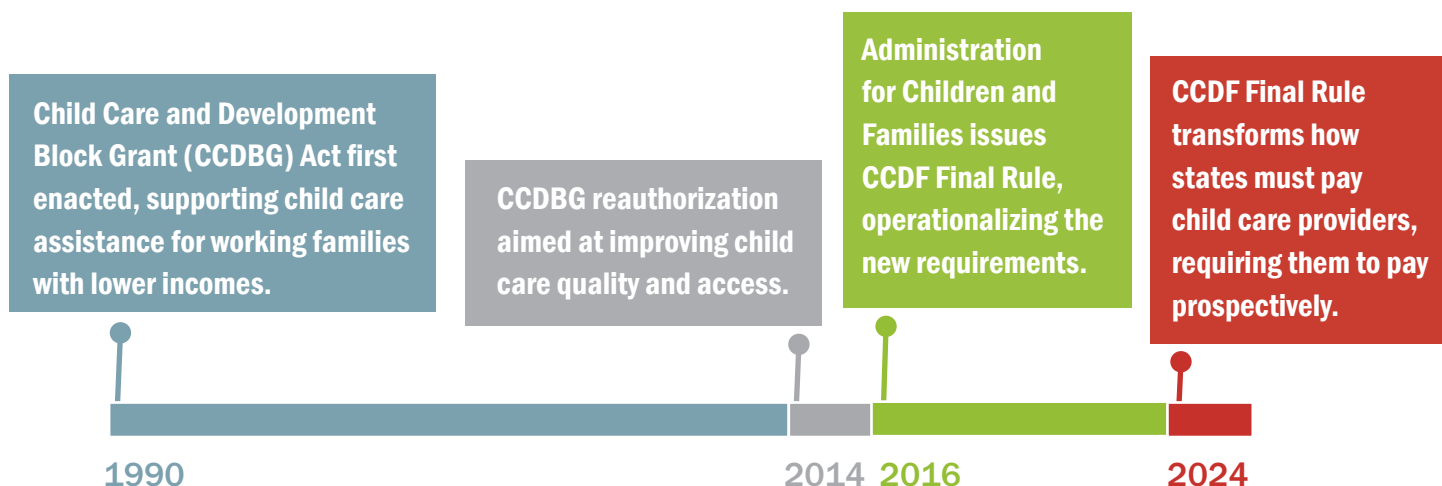 Child Care and Development
Block Grant (CCDBG) Act first
enacted, supporting child care
assistance for working families
with lower incomes.
CCDBG reauthorization
aimed at improving child
care quality and access.
Administration
for Children and
Families issues
CCDF Final Rule,
operationalizing the
new requirements.
CCDF Final Rule
transforms how
states must pay
child care providers,
requiring them to pay
prospectively.
1990
2014
2016
2024